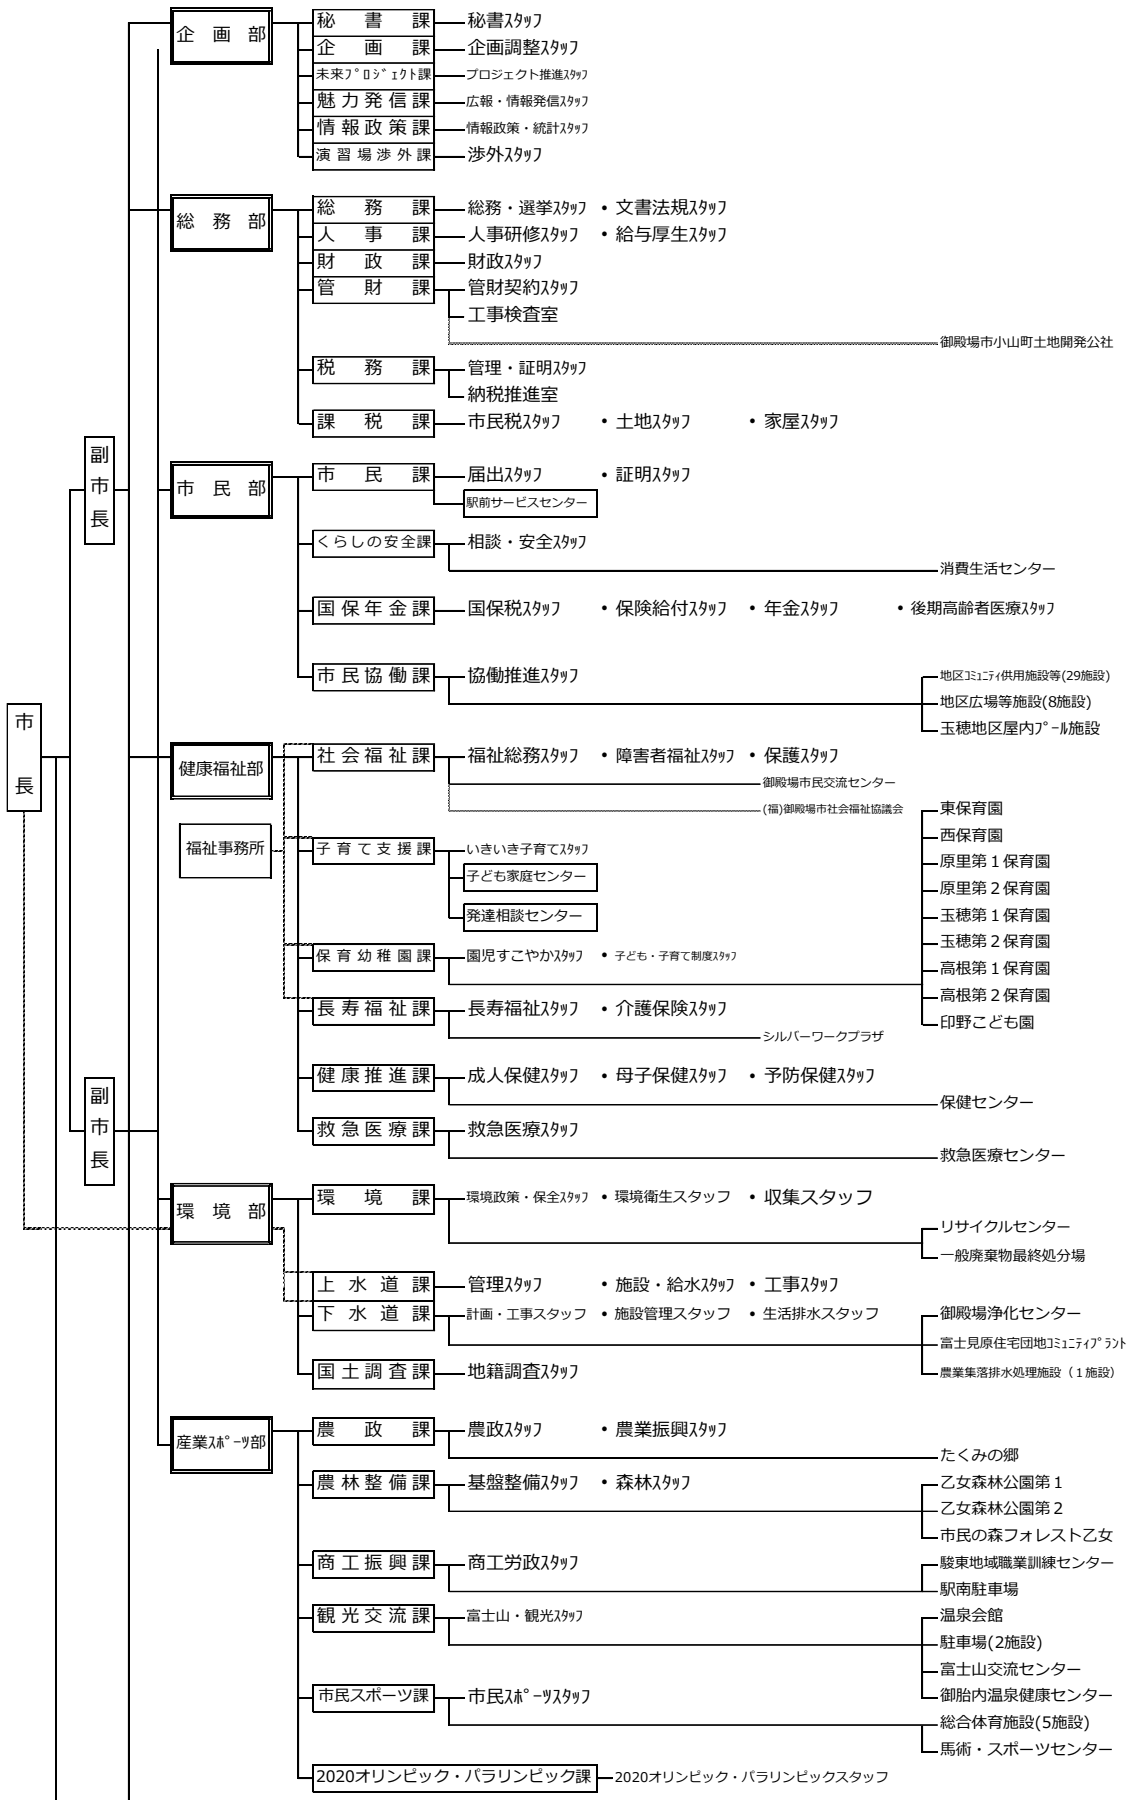 企画部
秘書課 秘書ｽﾀｯﾌ
企画課 企画調整ｽﾀｯﾌ
未来ﾌﾟﾛｼﾞｪｸﾄ課 プロジェクト推進ｽﾀｯﾌ
魅力発信課 広報・情報発信ｽﾀｯﾌ
情報政策課 情報政策・統計ｽﾀｯﾌ
演習場渉外課 渉外ｽﾀｯﾌ
総務部
総務課 総務・選挙ｽﾀｯﾌ ・文書法規ｽﾀｯﾌ
人事課 人事研修ｽﾀｯﾌ ・給与厚生ｽﾀｯﾌ
財政課 財政ｽﾀｯﾌ
管財課 管財契約ｽﾀｯﾌ
工事検査室
御殿場市小山町土地開発公社
税務課 管理・証明ｽﾀｯﾌ
納税推進室
課税課 市民税ｽﾀｯﾌ ・土地ｽﾀｯﾌ ・家屋ｽﾀｯﾌ
副市長
市民部
市民課 届出ｽﾀｯﾌ ・証明ｽﾀｯﾌ
駅前サービスセンター
くらしの安全課 相談・安全ｽﾀｯﾌ
消費生活センター
国保年金課 国保税ｽﾀｯﾌ ・保険給付ｽﾀｯﾌ ・年金ｽﾀｯﾌ ・後期高齢者医療ｽﾀｯﾌ
市民協働課 協働推進ｽﾀｯﾌ
地区ｺﾐｭﾆﾃｨ供用施設等(29施設)
地区広場等施設(8施設)
玉穂地区屋内ﾌﾟｰﾙ施設
市長
健康福祉部
社会福祉課 福祉総務ｽﾀｯﾌ ・障害者福祉ｽﾀｯﾌ ・保護ｽﾀｯﾌ
御殿場市民交流センター
(福)御殿場市社会福祉協議会
福祉事務所
子育て支援課 いきいき子育てｽﾀｯﾌ
子ども家庭センター
発達相談センター
保育幼稚園課 園児すこやかｽﾀｯﾌ ・子ども・子育て制度ｽﾀｯﾌ
東保育園
西保育園
原里第１保育園
原里第２保育園
玉穂第１保育園
玉穂第２保育園
高根第１保育園
高根第２保育園
印野こども園
長寿福祉課 長寿福祉ｽﾀｯﾌ ・介護保険ｽﾀｯﾌ
シルバーワークプラザ
健康推進課 成人保健ｽﾀｯﾌ ・母子保健ｽﾀｯﾌ ・予防保健ｽﾀｯﾌ
保健センター
救急医療課 救急医療ｽﾀｯﾌ
救急医療センター
副市長
環境部
環境課 環境政策・保全ｽﾀｯﾌ ・環境衛生スタッフ ・収集スタッフ
リサイクルセンター
一般廃棄物最終処分場
上水道課 管理ｽﾀｯﾌ ・施設・給水ｽﾀｯﾌ ・工事ｽﾀｯﾌ
下水道課 計画・工事スタッフ ・施設管理スタッフ ・生活排水スタッフ
御殿場浄化センター
富士見原住宅団地ｺﾐｭﾆﾃｨﾌﾟﾗﾝﾄ
農業集落排水処理施設（１施設）
国土調査課 地籍調査ｽﾀｯﾌ
産業ｽﾎﾟｰﾂ部
農政課 農政ｽﾀｯﾌ ・農業振興ｽﾀｯﾌ
たくみの郷
農林整備課 基盤整備ｽﾀｯﾌ ・森林ｽﾀｯﾌ
乙女森林公園第１
乙女森林公園第２
市民の森フォレスト乙女
商工振興課 商工労政ｽﾀｯﾌ
駿東地域職業訓練センター
駅南駐車場
観光交流課 富士山・観光ｽﾀｯﾌ
温泉会館
駐車場(2施設)
富士山交流センター
御胎内温泉健康センター
市民スポーツ課 市民ｽﾎﾟｰﾂｽﾀｯﾌ
総合体育施設(5施設)
馬術・スポーツセンター
2020オリンピック・パラリンピック課 2020オリンピック・パラリンピックスタッフ